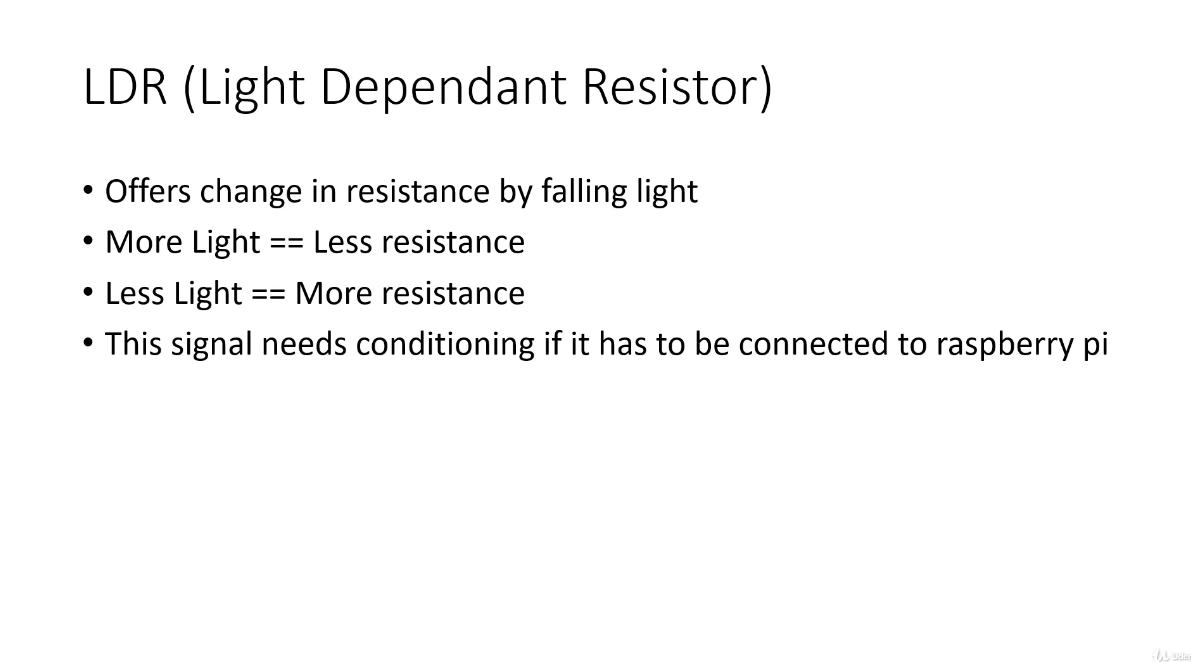 LDR (Light Dependant Resistor)
• Offers change in resistance by falling light
• More Light == Less resistance
• Less Light == More resistance
• This signal needs conditioning if it has to be connected to raspberry pi